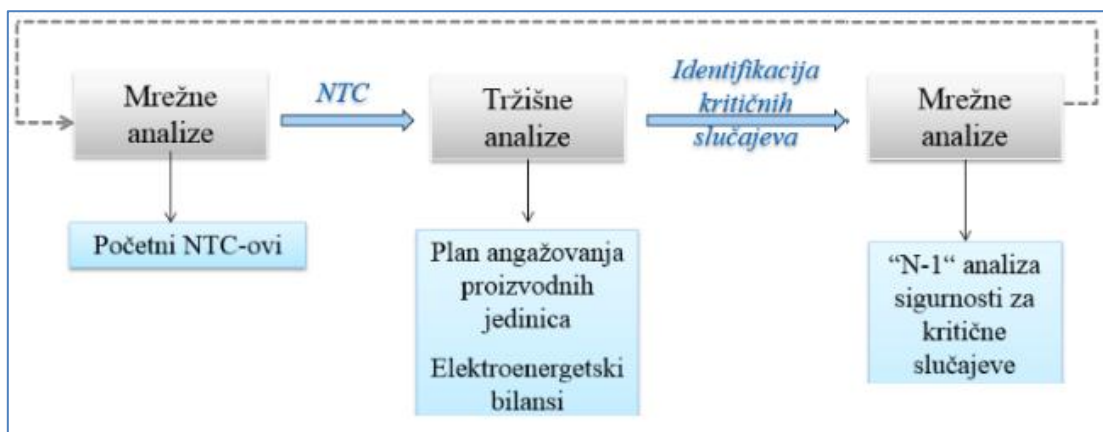 Mrežne
analize
NTC
Tržišne
analize
Identifikacija
kritičnih
slučajeva
Mrežne
analize
Početni NTC-ovi
Plan angažovanja
proizvodnih
jedinica
Elektroenergetski
bilansi
“N-1“ analiza
sigurnosti za
kritične
slučajeve